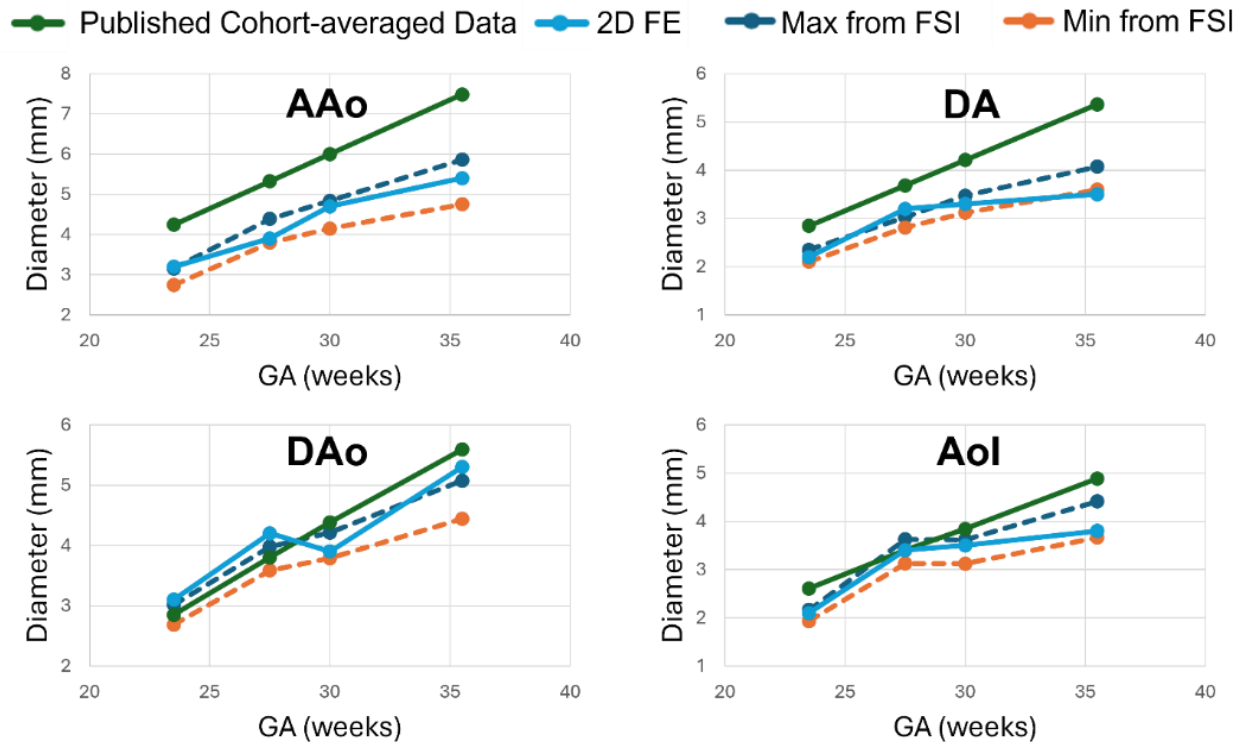 Published Cohort-averaged Data 2D FE Max from FSI Min from FSI
AAo
Diameter (mm)
8
7
6
5
4
3
2
20 25 30 35 40
GA (weeks)
DA
Diameter (mm)
6
5
4
3
2
1
20 25 30 35 40
GA (weeks)
DAo
Diameter (mm)
6
5
4
3
2
20 25 30 35 40
GA (weeks)
AoI
Diameter (mm)
6
5
4
3
2
1
20 25 30 35 40
GA (weeks)